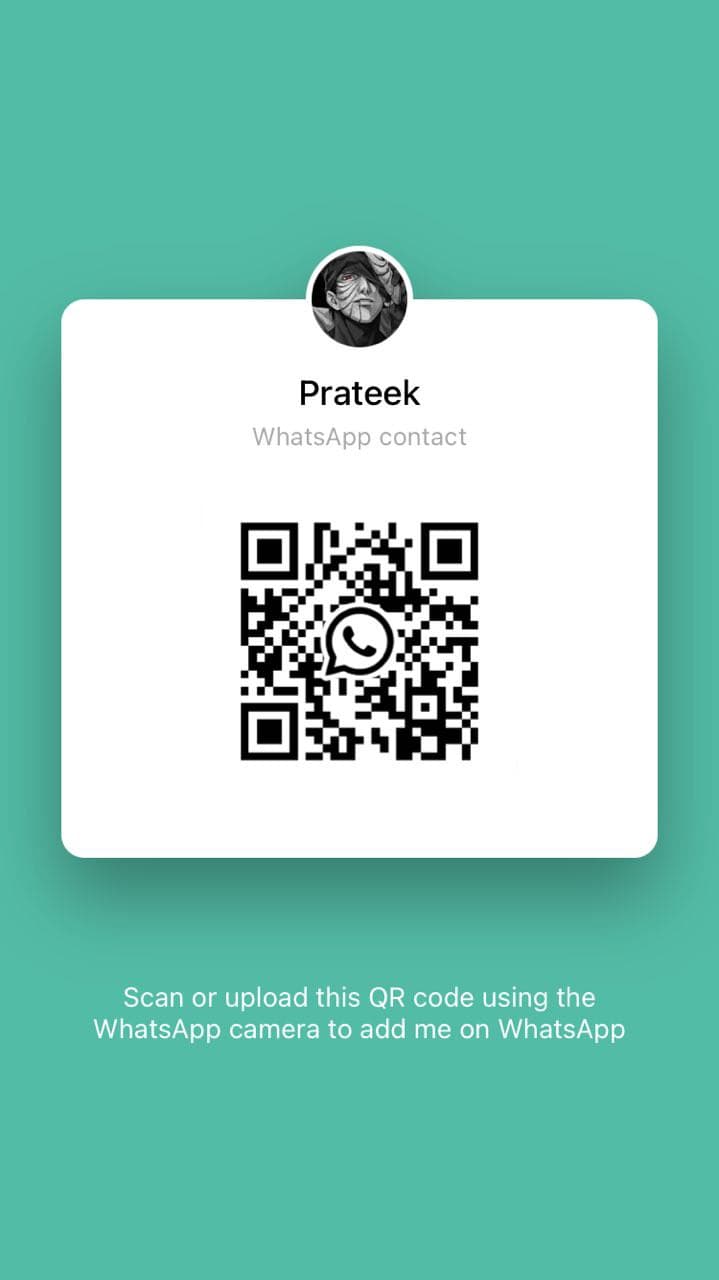 Prateek
WhatsApp contact
Scan or upload this QR code using the
WhatsApp camera to add me on WhatsApp